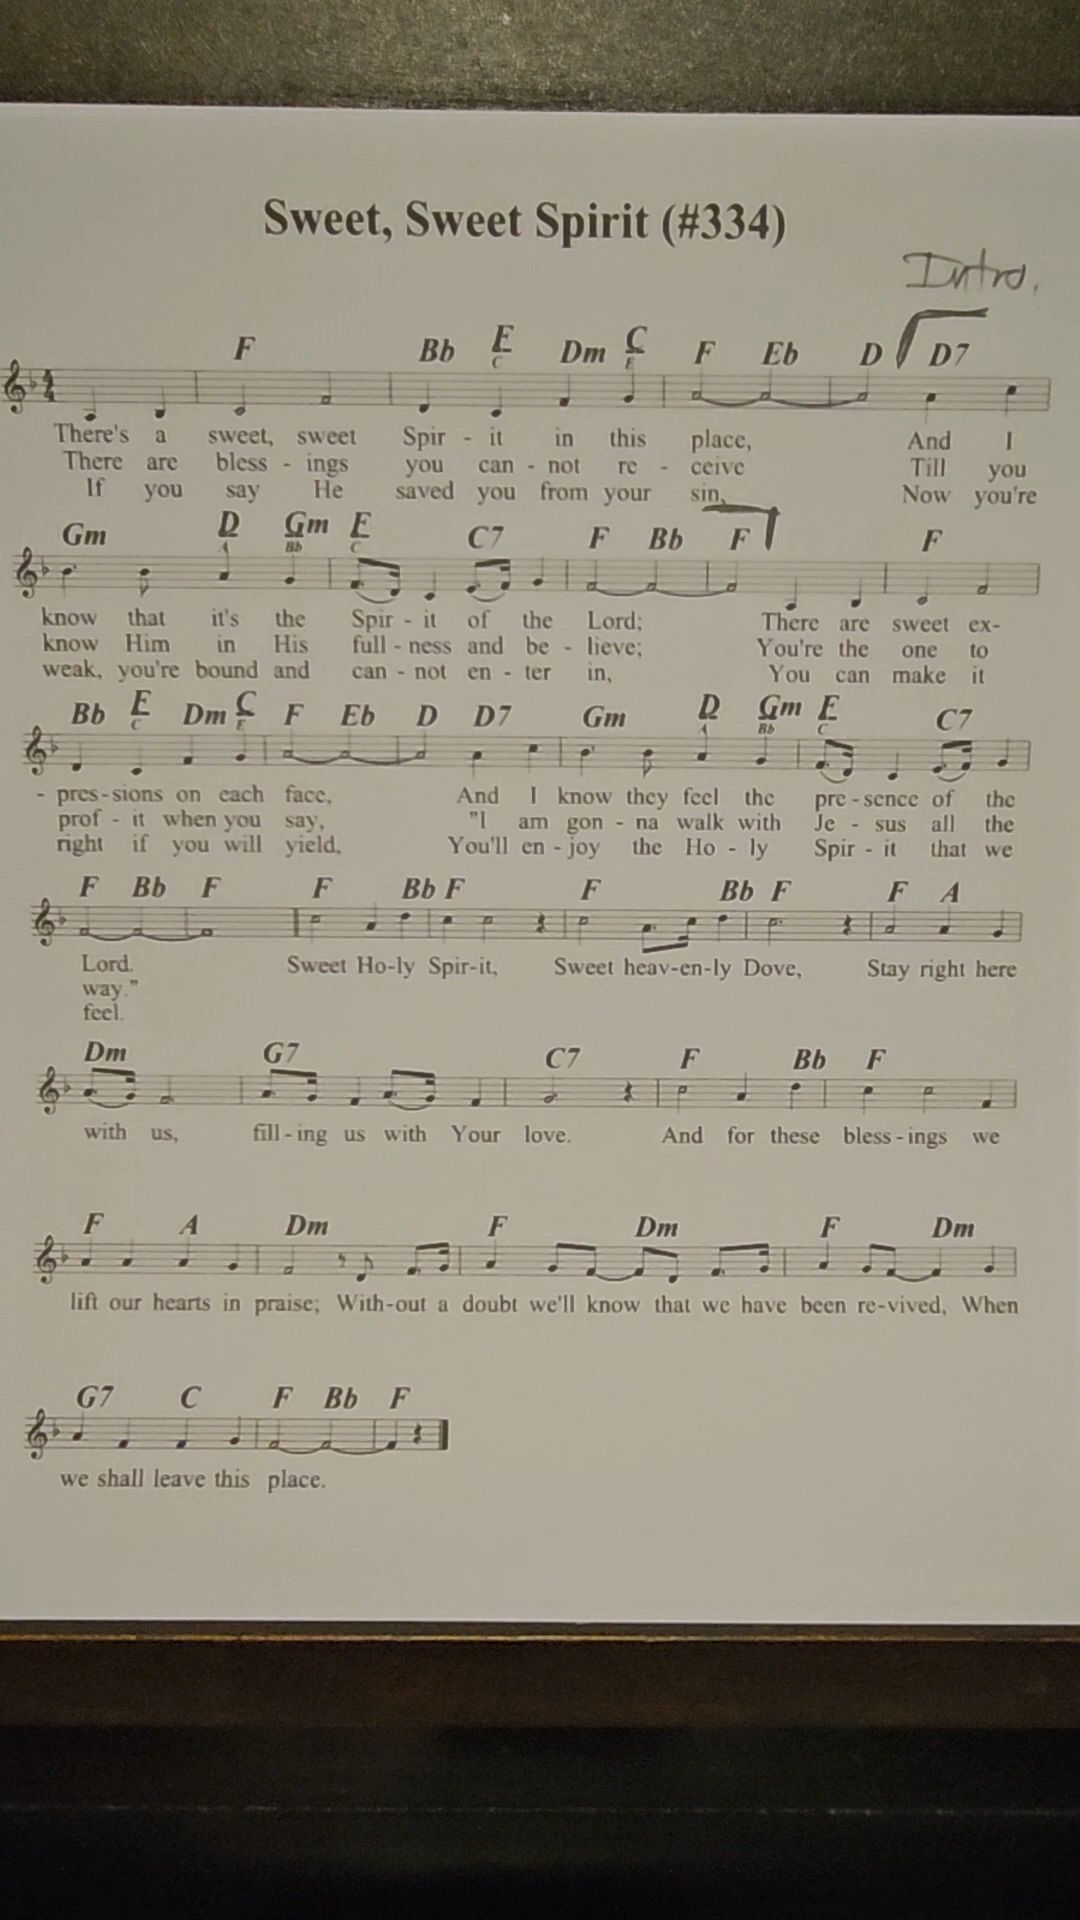 Sweet, Sweet Spirit (#334)
Intro.
F Bb F/C Dm C/E F Eb D D7
There's a sweet, sweet Spir - it in this place, And I
There are bless - ings you can - not re - ceive Till you
If you say He saved you from your sin, Now you're
Gm D/A Gm/Bb F/C C7 F Bb F F
know that it's the Spir - it of the Lord; There are sweet ex-
know Him in His full - ness and be - lieve; You're the one to
weak, you're bound and can - not en - ter in, You can make it
Bb F/C Dm C/E F Eb D D7 Gm D/A Gm/Bb F/C C7
- pres-sions on each face, And I know they feel the pre - sence of the
prof - it when you say, "I am gon - na walk with Je - sus all the
right if you will yield, You'll en - joy the Ho - ly Spir - it that we
F Bb F F Bb F F Bb F F A
Lord. Sweet Ho-ly Spir-it, Sweet heav-en-ly Dove, Stay right here
way."
feel.
Dm G7 C7 F Bb F
with us, fill-ing us with Your love. And for these bless-ings we
F A Dm F Dm F Dm
lift our hearts in praise; With-out a doubt we'll know that we have been re-vived, When
G7 C F Bb F
we shall leave this place.